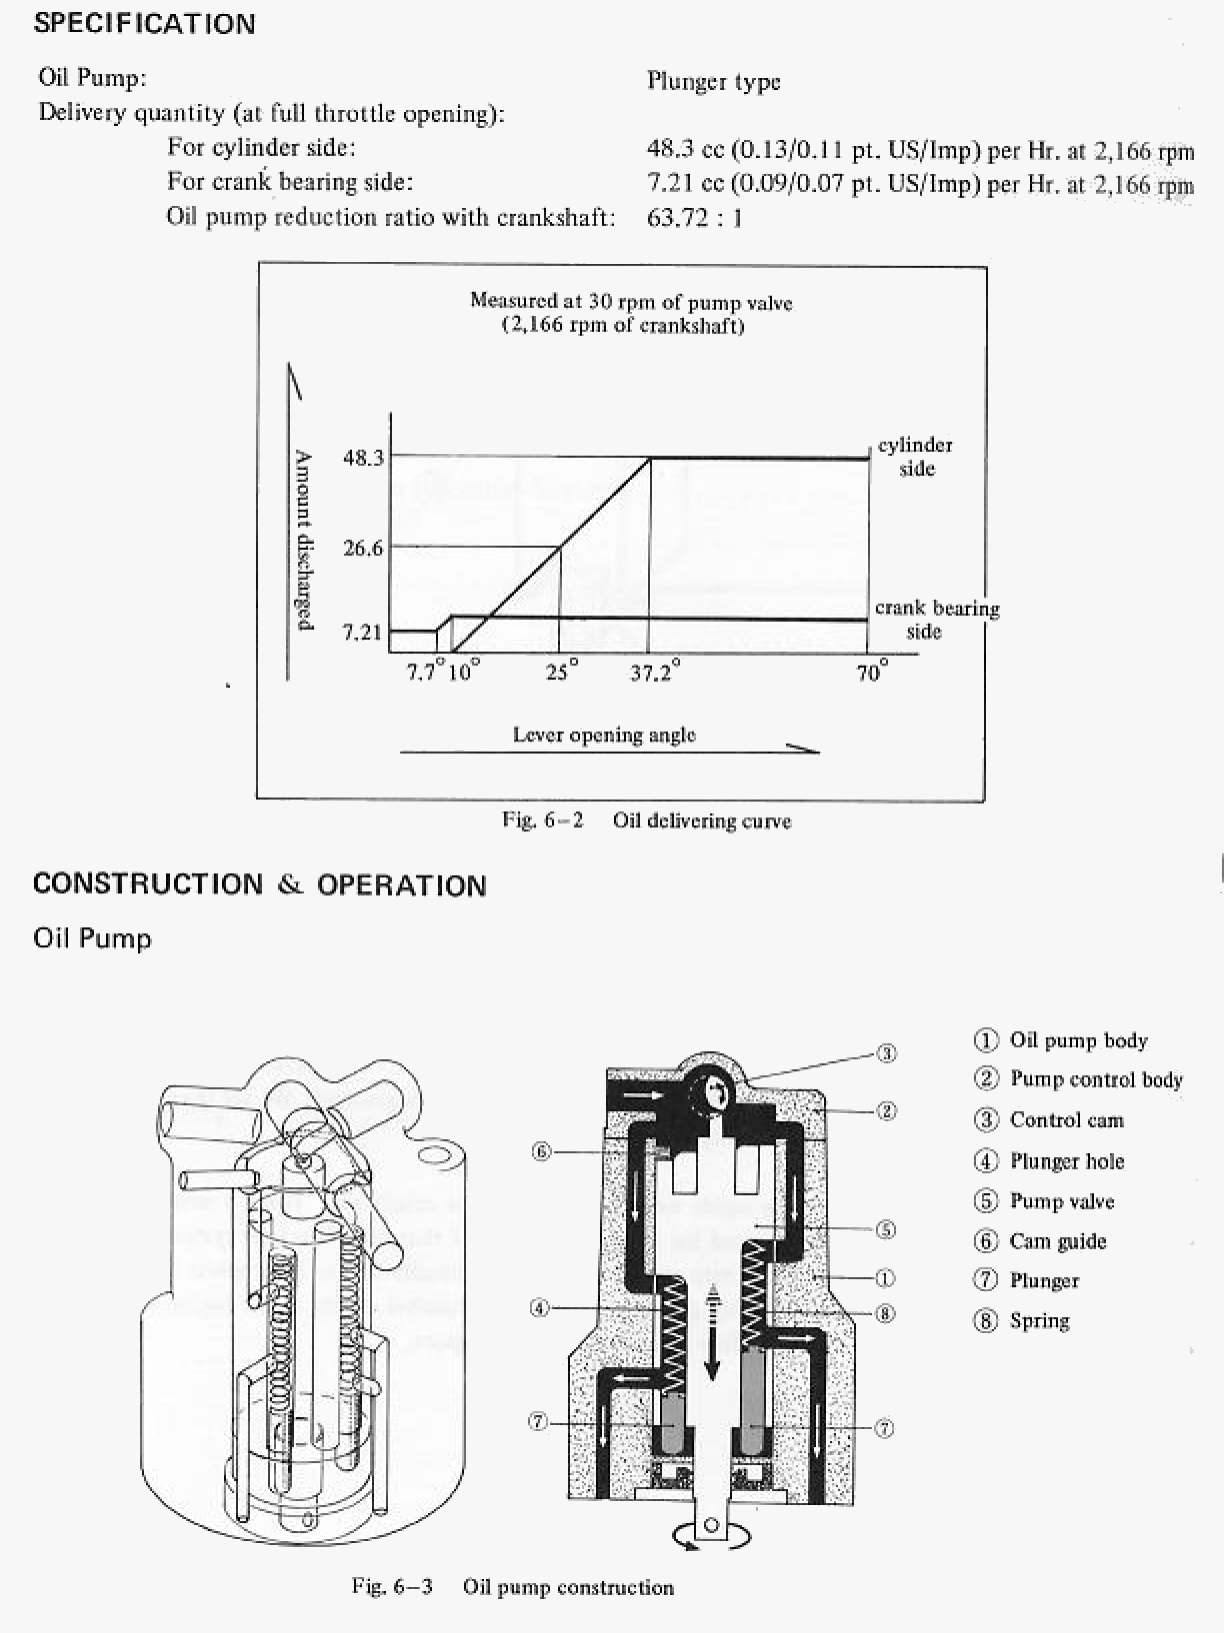 SPECIFICATION
Oil Pump: Plunger type
Delivery quantity (at full throttle opening):
For cylinder side: 48.3 cc (0.13/0.11 pt. US/Imp) per Hr. at 2,166 rpm
For crank bearing side: 7.21 cc (0.09/0.07 pt. US/Imp) per Hr. at 2,166 rpm
Oil pump reduction ratio with crankshaft: 63.72 : 1
Measured at 30 rpm of pump valve
(2,166 rpm of crankshaft)
Amount discharged
48.3
26.6
7.21
cylinder
side
crank bearing
side
7.7° 10° 25° 37.2° 70°
Lever opening angle
Fig. 6–2 Oil delivering curve
CONSTRUCTION & OPERATION
Oil Pump
③
②
⑥
⑤
①
④
⑧
⑦
⑦
① Oil pump body
② Pump control body
③ Control cam
④ Plunger hole
⑤ Pump valve
⑥ Cam guide
⑦ Plunger
⑧ Spring
Fig. 6–3 Oil pump construction